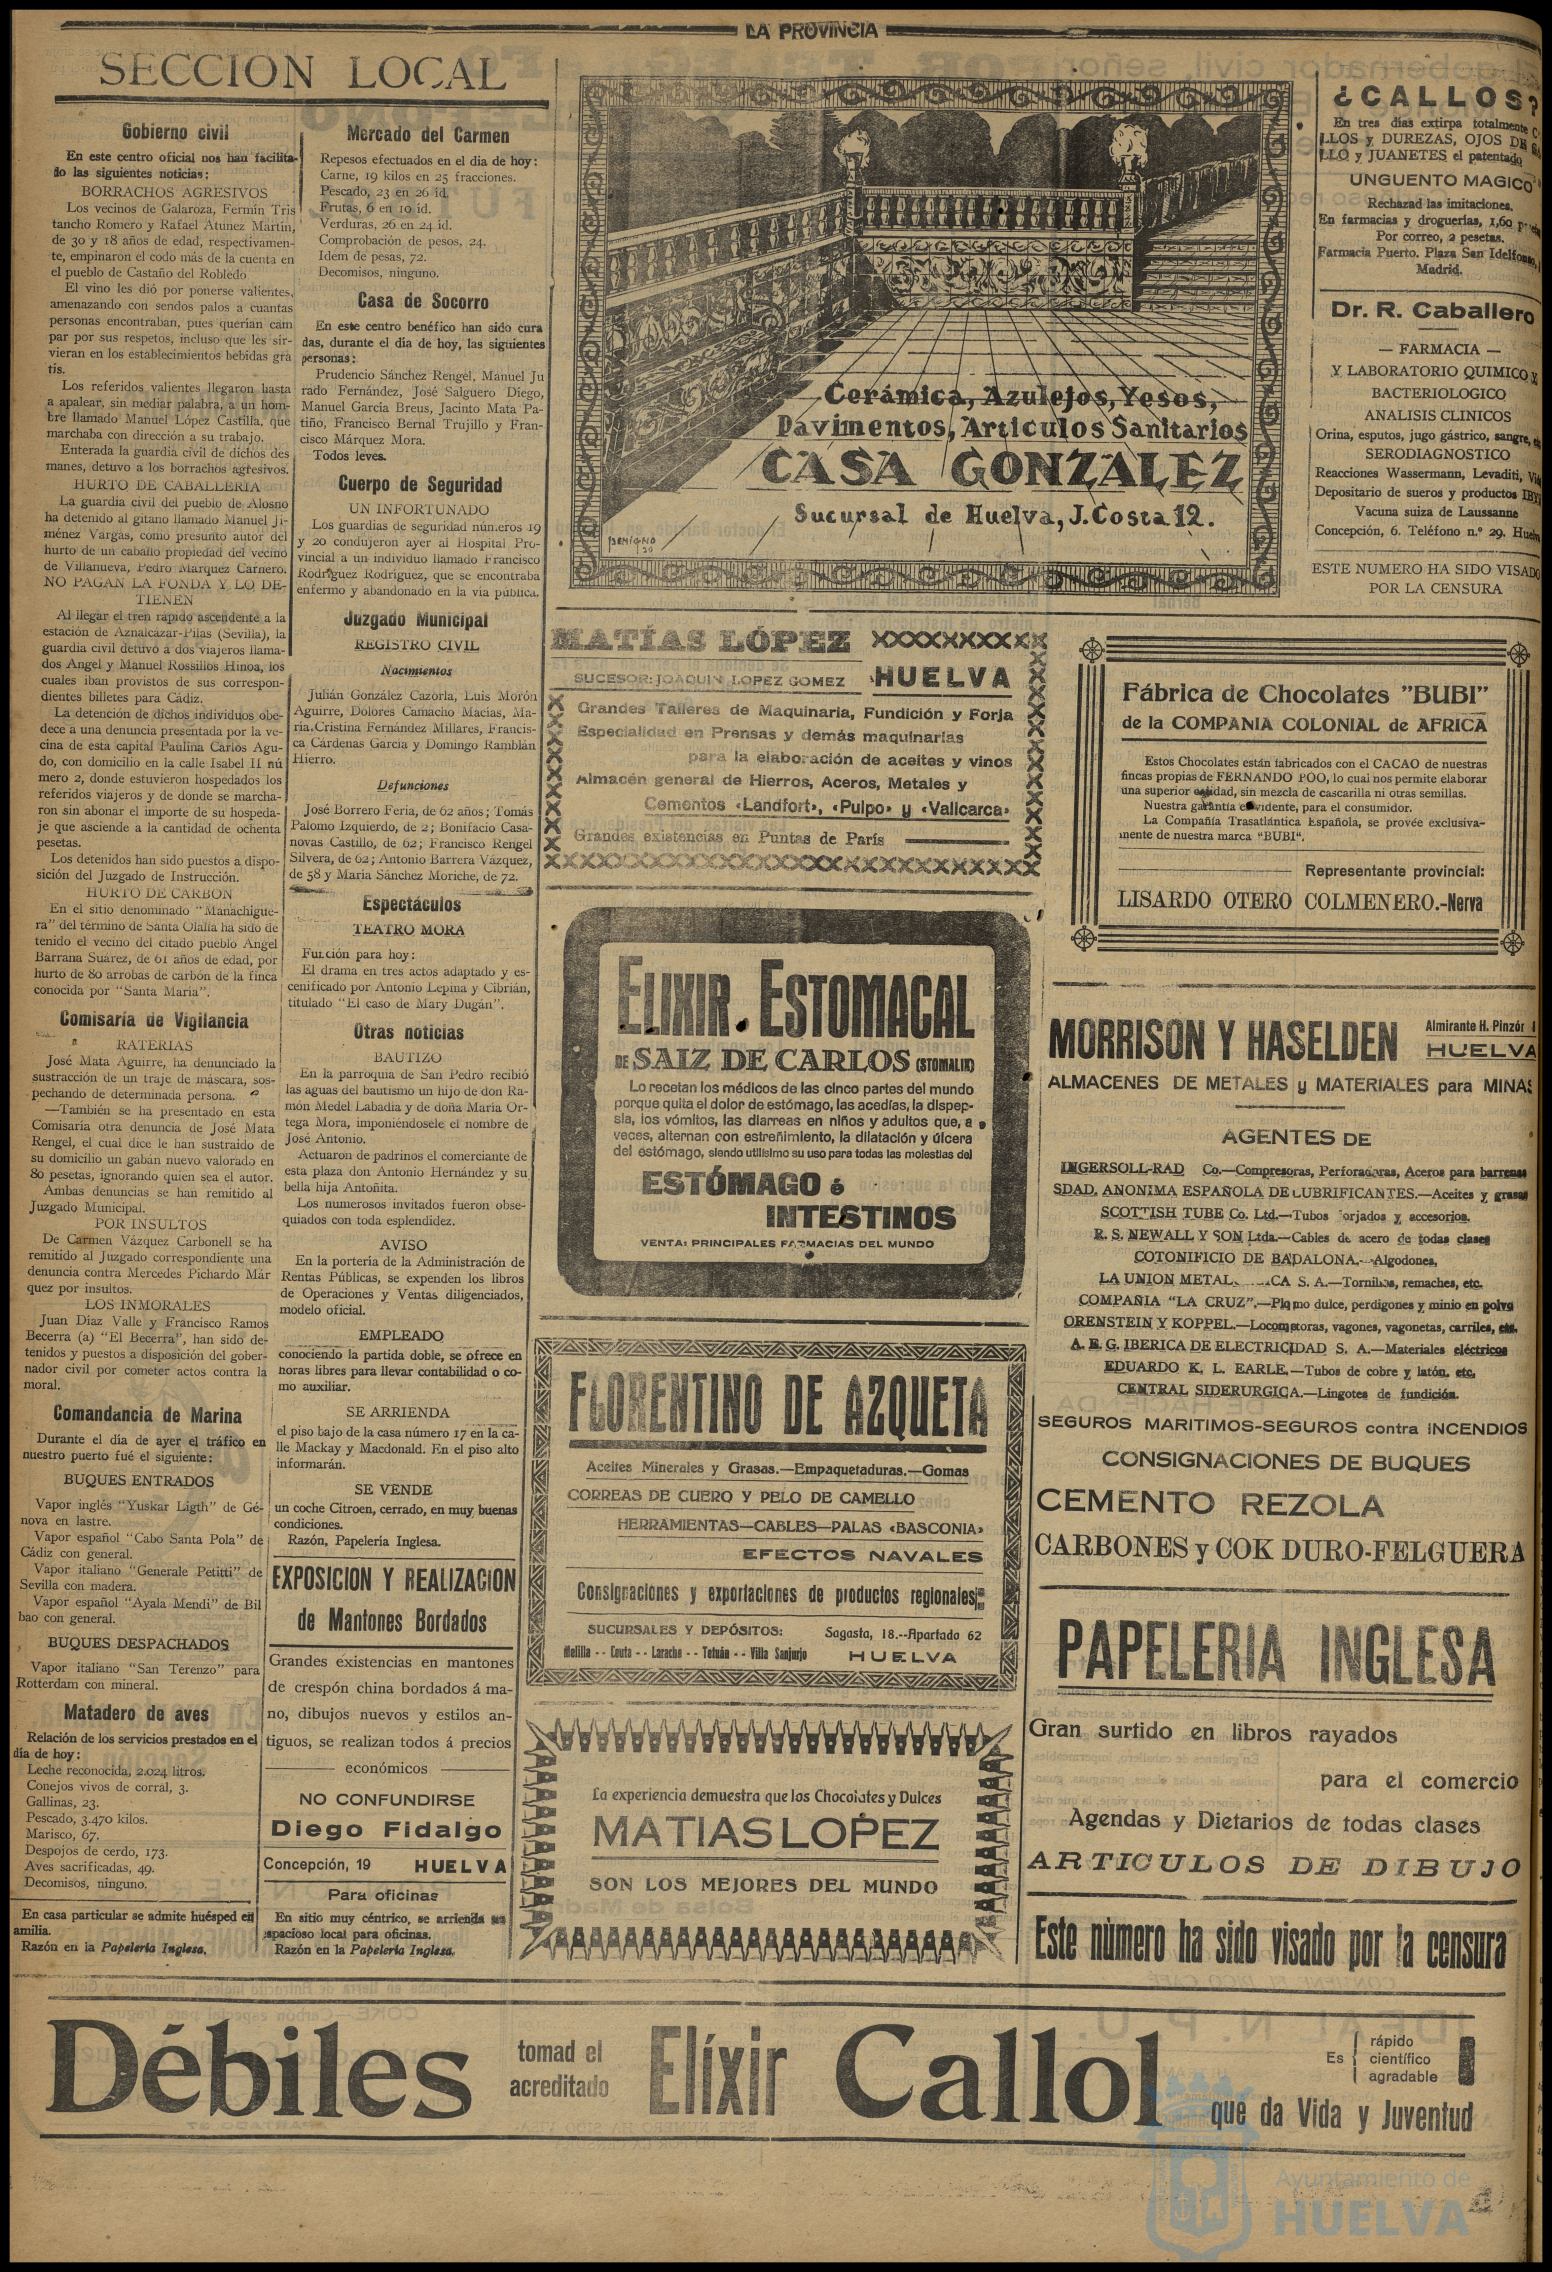 LA PROVINCIA
SECCION LOCAL
Gobierno civil
En este centro oficial nos han facilita-
do las siguientes noticias:
BORRACHOS AGRESIVOS
Los vecinos de Galaroza, Fermín Tris
tancho Romero y Rafael Atúnez Martín,
de 30 y 18 años de edad, respectivamen-
te, empinaron el codo más de la cuenta en
el pueblo de Castaño del Robledo
El vino les dió por ponerse valientes,
amenazando con sendos palos a cuantas
personas encontraban, pues querían cam
par por sus respetos, incluso que les sir-
vieran en los establecimientos bebidas gra
tis.
Los referidos valientes llegaron hasta
a apalear, sin mediar palabra, a un hom-
bre llamado Manuel López Castilla, que
marchaba con dirección a su trabajo.
Enterada la guardia civil de dichos des
manes, detuvo a los borrachos agresivos.
HURTO DE CABALLERIA
La guardia civil del pueblo de Alosno
ha detenido al gitano llamado Manuel Ji-
ménez Vargas, como presunto autor del
hurto de un caballo propiedad del vecino
de Villanueva, Pedro Márquez Carnero.
NO PAGAN LA FONDA Y LO DE-
TIENEN
Al llegar el tren rápido ascendente a la
estación de Aznalcázar-Pilas (Sevilla), la
guardia civil detuvo a dos viajeros llama-
dos Angel y Manuel Rossillos Hinoa, los
cuales iban provistos de sus correspon-
dientes billetes para Cádiz.
La detención de dichos individuos obe-
dece a una denuncia presentada por la ve-
cina de esta capital Paulina Carlos Agu-
do, con domicilio en la calle Isabel II nú
mero 2, donde estuvieron hospedados los
referidos viajeros y de donde se marcha-
ron sin abonar el importe de su hospeda-
je que asciende a la cantidad de ochenta
pesetas.
Los detenidos han sido puestos a dispo-
sición del Juzgado de Instrucción.
HURTO DE CARBON
En el sitio denominado "Manachigue-
ra" del término de Santa Olalla ha sido de
tenido el vecino del citado pueblo Angel
Barrana Suárez, de 61 años de edad, por
hurto de 80 arrobas de carbón de la finca
conocida por "Santa María".
Comisaría de Vigilancia
RATERIAS
José Mata Aguirre, ha denunciado la
sustracción de un traje de máscara, sos-
pechando de determinada persona.
—También se ha presentado en esta
Comisaría otra denuncia de José Mata
Rengel, el cual dice le han sustraído de
su domicilio un gabán nuevo valorado en
80 pesetas, ignorando quien sea el autor.
Ambas denuncias se han remitido al
Juzgado Municipal.
POR INSULTOS
De Carmen Vázquez Carbonell se ha
remitido al Juzgado correspondiente una
denuncia contra Mercedes Pichardo Már
quez por insultos.
LOS INMORALES
Juan Díaz Valle y Francisco Ramos
Becerra (a) "El Becerra", han sido de-
tenidos y puestos a disposición del gober-
nador civil por cometer actos contra la
moral.
Comandancia de Marina
Durante el día de ayer el tráfico en
nuestro puerto fué el siguiente:
BUQUES ENTRADOS
Vapor inglés "Yuskar Ligth" de Gé-
nova en lastre.
Vapor español "Cabo Santa Pola" de
Cádiz con general.
Vapor italiano "Generale Petitti" de
Sevilla con madera.
Vapor español "Ayala Mendi" de Bil
bao con general.
BUQUES DESPACHADOS
Vapor italiano "San Terenzo" para
Rotterdam con mineral.
Matadero de aves
Relación de los servicios prestados en el
día de hoy:
Leche reconocida, 2.024 litros.
Conejos vivos de corral, 3.
Gallinas, 23.
Pescado, 3.470 kilos.
Marisco, 67.
Despojos de cerdo, 173.
Aves sacrificadas, 49.
Decomisos, ninguno.
En casa particular se admite huésped en
amilia.
Razón en la Papelería Inglesa.
Mercado del Carmen
Repesos efectuados en el día de hoy:
Carne, 19 kilos en 25 fracciones.
Pescado, 23 en 26 id.
Frutas, 6 en 10 íd.
Verduras, 26 en 24 id.
Comprobación de pesos, 24.
Idem de pesas, 72.
Decomisos, ninguno.
Casa de Socorro
En este centro benéfico han sido cura
das, durante el día de hoy, las siguientes
personas:
Prudencio Sánchez Rengel, Manuel Ju
rado Fernández, José Salguero Diego,
Manuel García Breus, Jacinto Mata Pa-
tiño, Francisco Bernal Trujillo y Fran-
cisco Márquez Mora.
Todos leves.
Cuerpo de Seguridad
UN INFORTUNADO
Los guardias de seguridad números 19
y 20 condujeron ayer al Hospital Pro-
vincial a un individuo llamado Francisco
Rodríguez Rodríguez, que se encontraba
enfermo y abandonado en la vía pública.
Juzgado Municipal
REGISTRO CIVIL
Nacimientos
Julián González Cazorla, Luis Morón
Aguirre, Dolores Camacho Macías, Ma-
ría Cristina Fernández Millares, Francis-
ca Cárdenas García y Domingo Ramblán
Hierro.
Defunciones
José Borrero Feria, de 62 años; Tomás
Palomo Izquierdo, de 2; Bonifacio Casa-
novas Castillo, de 62; Francisco Rengel
Silvera, de 62; Antonio Barrera Vázquez,
de 58 y María Sánchez Moriche, de 72.
Espectáculos
TEATRO MORA
Función para hoy:
El drama en tres actos adaptado y es-
cenificado por Antonio Lepina y Cibrián,
titulado "El caso de Mary Dugán".
Otras noticias
BAUTIZO
En la parroquia de San Pedro recibió
las aguas del bautismo un hijo de don Ra-
món Medel Labadía y de doña María Or-
tega Mora, imponiéndosele el nombre de
José Antonio.
Actuaron de padrinos el comerciante de
esta plaza don Antonio Hernández y su
bella hija Antoñita.
Los numerosos invitados fueron obse-
quiados con toda esplendidez.
AVISO
En la portería de la Administración de
Rentas Públicas, se expenden los libros
de Operaciones y Ventas diligenciados,
modelo oficial.
EMPLEADO
conociendo la partida doble, se ofrece en
horas libres para llevar contabilidad o co-
mo auxiliar.
SE ARRIENDA
el piso bajo de la casa número 17 en la ca-
lle Mackay y Macdonald. En el piso alto
informarán.
SE VENDE
un coche Citroen, cerrado, en muy buenas
condiciones.
Razón, Papelería Inglesa.
EXPOSICION Y REALIZACION
de Mantones Bordados
Grandes existencias en mantones
de crespón china bordados á ma-
no, dibujos nuevos y estilos an-
tiguos, se realizan todos á precios
económicos
NO CONFUNDIRSE
Diego Fidalgo
Concepción, 19 HUELVA
Para oficinas
En sitio muy céntrico, se arrienda un
espacioso local para oficinas.
Razón en la Papelería Inglesa.
BENIGNO
Cerámica, Azulejos, Yesos,
Pavimentos, Artículos Sanitarios
CASA GONZALEZ
Sucursal de Huelva, J. Costa 12.
MATÍAS LÓPEZ
SUCESOR: JOAQUIN LOPEZ GOMEZ HUELVA
Grandes Talleres de Maquinaria, Fundición y Forja
Especialidad en Prensas y demás maquinarias
para la elaboración de aceites y vinos
Almacén general de Hierros, Aceros, Metales y
Cementos «Landfort», «Pulpo» y «Vallcarca»
Grandes existencias en Puntas de París
ELIXIR ESTOMACAL
DE SAIZ DE CARLOS (STOMALIX)
Lo recetan los médicos de las cinco partes del mundo
porque quita el dolor de estómago, las acedías, la dispep-
sia, los vómitos, las diarreas en niños y adultos que, a
veces, alternan con estreñimiento, la dilatación y úlcera
del estómago, siendo utilísimo su uso para todas las molestias del
ESTÓMAGO é
INTESTINOS
VENTA: PRINCIPALES FARMACIAS DEL MUNDO
FLORENTINO DE AZQUETA
Aceites Minerales y Grasas.—Empaquetaduras.—Gomas
CORREAS DE CUERO Y PELO DE CAMELLO
HERRAMIENTAS—CABLES—PALAS «BASCONIA»
EFECTOS NAVALES
Consignaciones y exportaciones de productos regionales
SUCURSALES Y DEPÓSITOS: Sagasta, 18.--Apartado 62
Melilla -- Ceuta -- Larache -- Tetuán -- Villa Sanjurjo HUELVA
La experiencia demuestra que los Chocolates y Dulces
MATIAS LOPEZ
SON LOS MEJORES DEL MUNDO
¿CALLOS?
En tres días extirpa totalmente
LLOS y DUREZAS, OJOS DE
LLO y JUANETES el patentado
UNGUENTO MAGICO
Rechazad las imitaciones.
En farmacias y droguerías, 1,60
Por correo, 2 pesetas.
Farmacia Puerto. Plaza San Idelfonso,
Madrid.
Dr. R. Caballero
— FARMACIA —
Y LABORATORIO QUIMICO Y
BACTERIOLOGICO
ANALISIS CLINICOS
Orina, esputos, jugo gástrico, sangre,
SERODIAGNOSTICO
Reacciones Wassermann, Levaditi,
Depositario de sueros y productos
Vacuna suiza de Laussanne
Concepción, 6. Teléfono n.º 29. Huelva
ESTE NUMERO HA SIDO VISADO
POR LA CENSURA
Fábrica de Chocolates "BUBI"
de la COMPANIA COLONIAL de AFRICA
Estos Chocolates están fabricados con el CACAO de nuestras
fincas propias de FERNANDO POO, lo cual nos permite elaborar
una superior calidad, sin mezcla de cascarilla ni otras semillas.
Nuestra garantía evidente, para el consumidor.
La Compañía Trasatlántica Española, se provée exclusiva-
mente de nuestra marca "BUBI".
Representante provincial:
LISARDO OTERO COLMENERO.-Nerva
MORRISON Y HASELDEN Almirante H. Pinzón
HUELVA
ALMACENES DE METALES y MATERIALES para MINAS
AGENTES DE
INGERSOLL-RAD Co.—Compresoras, Perforadoras, Aceros para barrenas
SDAD. ANONIMA ESPAÑOLA DE LUBRIFICANTES.—Aceites y grasas
SCOTTISH TUBE Co. Ltd.—Tubos forjados y accesorios.
R. S. NEWALL Y SON Ltda.—Cables de acero de todas clases
COTONIFICIO DE BADALONA.—Algodones,
LA UNION S. A.—Tornillos, remaches, etc.
COMPAÑIA "LA CRUZ".—Plomo dulce, perdigones y minio en polvo
ORENSTEIN Y KOPPEL.—Locomotoras, vagones, vagonetas, carriles, etc.
A. E. G. IBERICA DE ELECTRICIDAD S. A.—Materiales eléctricos
EDUARDO K. L. EARLE.—Tubos de cobre y latón, etc.
CENTRAL SIDERURGICA.—Lingotes de fundición.
SEGUROS MARITIMOS-SEGUROS contra INCENDIOS
CONSIGNACIONES DE BUQUES
CEMENTO REZOLA
CARBONES y COK DURO-FELGUERA
PAPELERIA INGLESA
Gran surtido en libros rayados
para el comercio
Agendas y Dietarios de todas clases
ARTICULOS DE DIBUJO
Este número ha sido visado por la censura
Débiles tomad el acreditado Elíxir Callol
Es rápido
científico
agradable
que da Vida y Juventud
Ayuntamiento de
HUELVA